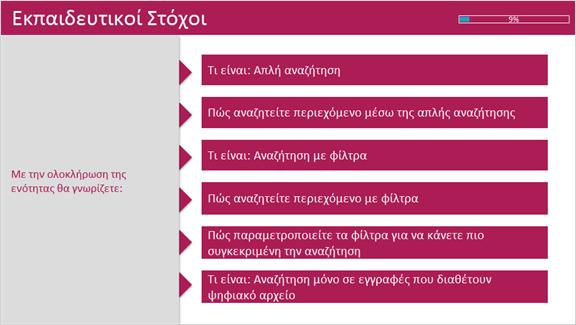 Εκπαιδευτικοί Στόχοι
9%
Με την ολοκλήρωση της
ενότητας θα γνωρίζετε:
Τι είναι: Απλή αναζήτηση
Πώς αναζητείτε περιεχόμενο μέσω της απλής αναζήτησης
Τι είναι: Αναζήτηση με φίλτρα
Πώς αναζητείτε περιεχόμενο με φίλτρα
Πώς παραμετροποιείτε τα φίλτρα για να κάνετε πιο
συγκεκριμένη την αναζήτηση
Τι είναι: Αναζήτηση μόνο σε εγγραφές που διαθέτουν
ψηφιακό αρχείο